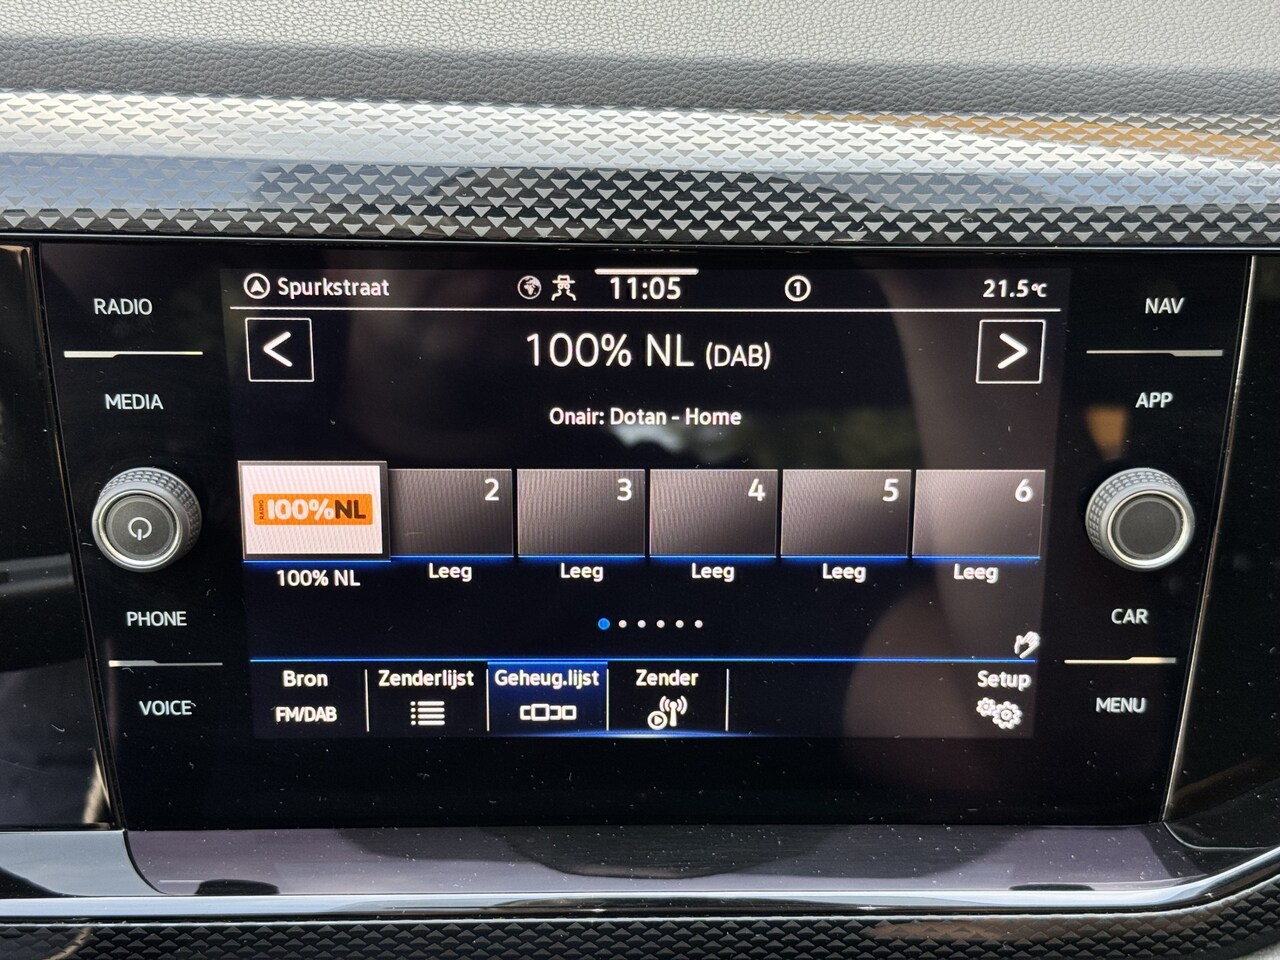 Spurkstraat 11:05 1 21.5°C
RADIO
NAV
100% NL (DAB)
MEDIA
APP
Onair: Dotan - Home
RADIO 100%NL 2 3 4 5 6
100% NL Leeg Leeg Leeg Leeg Leeg
PHONE
CAR
Bron Zenderlijst Geheug.lijst Zender Setup
FM/DAB
VOICE
MENU